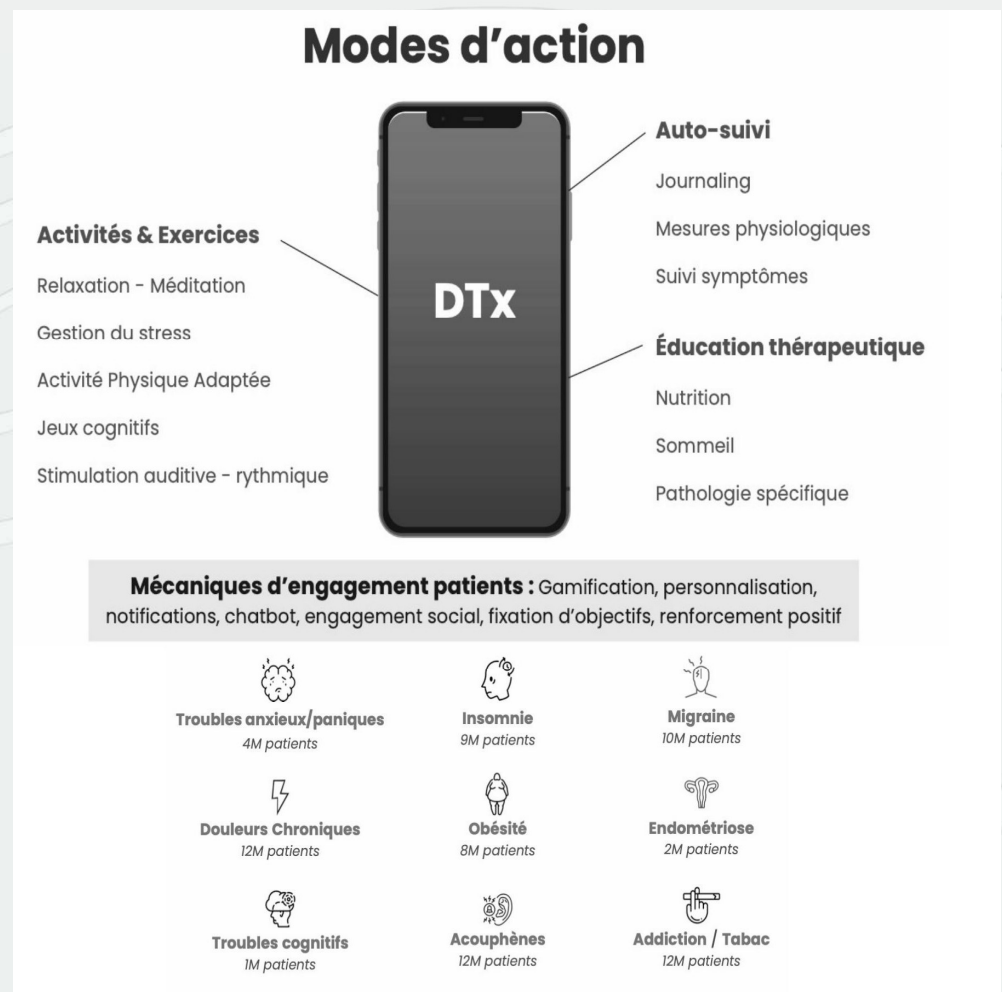 Modes d'action
Activités & Exercices
Relaxation - Méditation
Gestion du stress
Activité Physique Adaptée
Jeux cognitifs
Stimulation auditive - rythmique
DTx
Auto-suivi
Journaling
Mesures physiologiques
Suivi symptômes
Éducation thérapeutique
Nutrition
Sommeil
Pathologie spécifique
Mécaniques d'engagement patients : Gamification, personnalisation,
notifications, chatbot, engagement social, fixation d'objectifs, renforcement positif
Troubles anxieux/paniques
4M patients
Insomnie
9M patients
Migraine
10M patients
Douleurs Chroniques
12M patients
Obésité
8M patients
Endométriose
2M patients
Troubles cognitifs
1M patients
Acouphènes
12M patients
Addiction / Tabac
12M patients